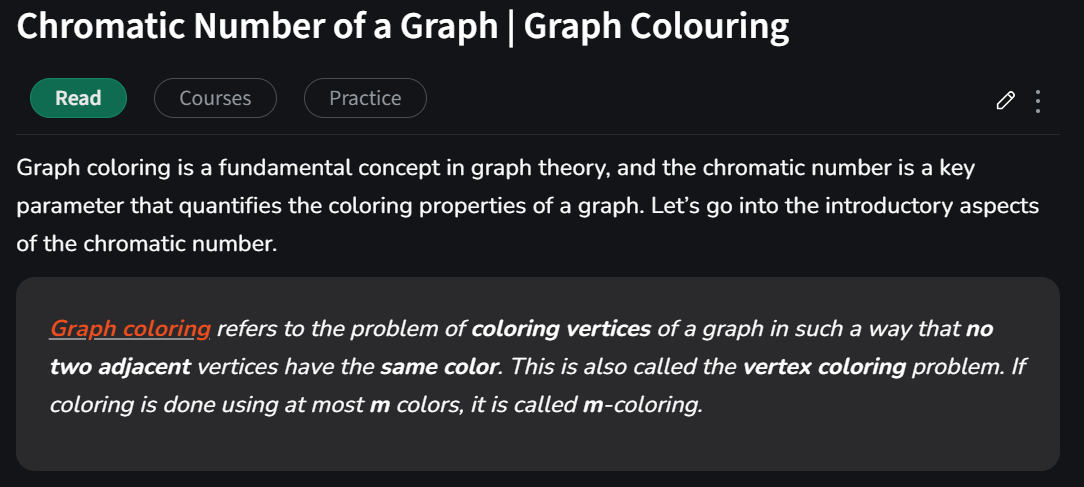 Chromatic Number of a Graph | Graph Colouring
Read
Courses
Practice
Graph coloring is a fundamental concept in graph theory, and the chromatic number is a key
parameter that quantifies the coloring properties of a graph. Let’s go into the introductory aspects
of the chromatic number.
Graph coloring refers to the problem of coloring vertices of a graph in such a way that no
two adjacent vertices have the same color. This is also called the vertex coloring problem. If
coloring is done using at most m colors, it is called m-coloring.